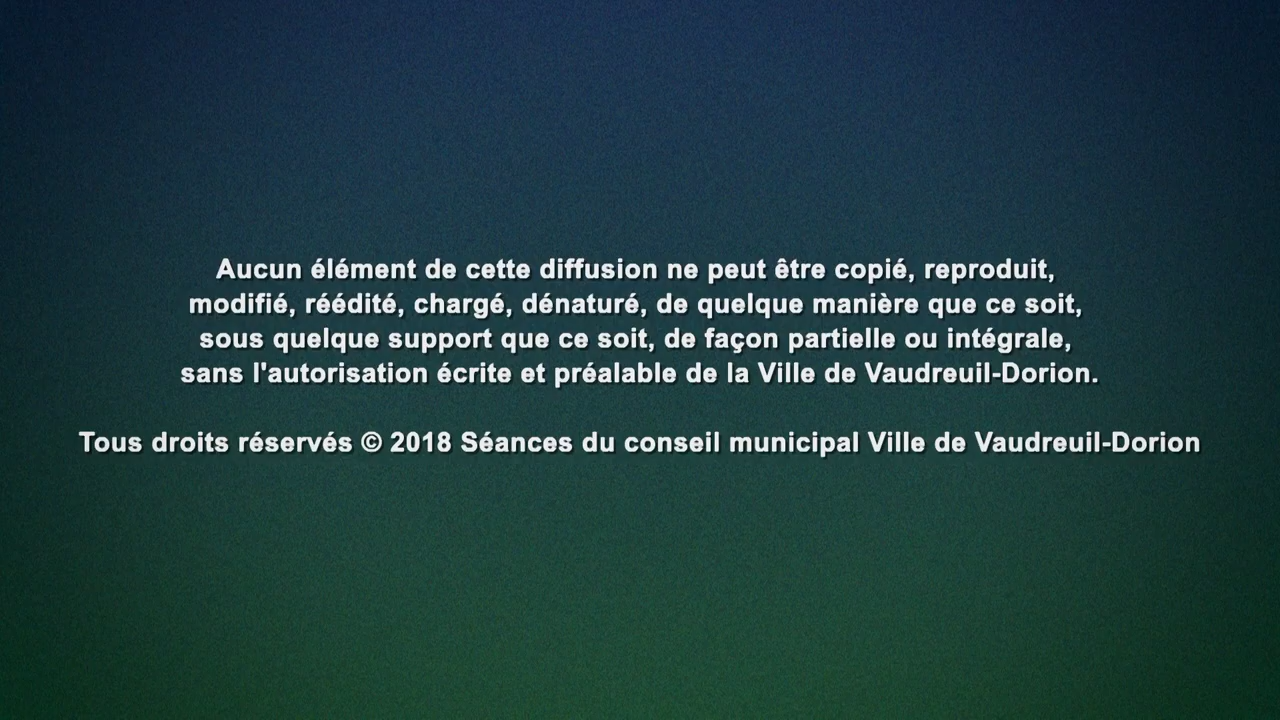 Aucun élément de cette diffusion ne peut être copié, reproduit,
modifié, réédité, chargé, dénaturé, de quelque manière que ce soit,
sous quelque support que ce soit, de façon partielle ou intégrale,
sans l'autorisation écrite et préalable de la Ville de Vaudreuil-Dorion.
Tous droits réservés © 2018 Séances du conseil municipal Ville de Vaudreuil-Dorion